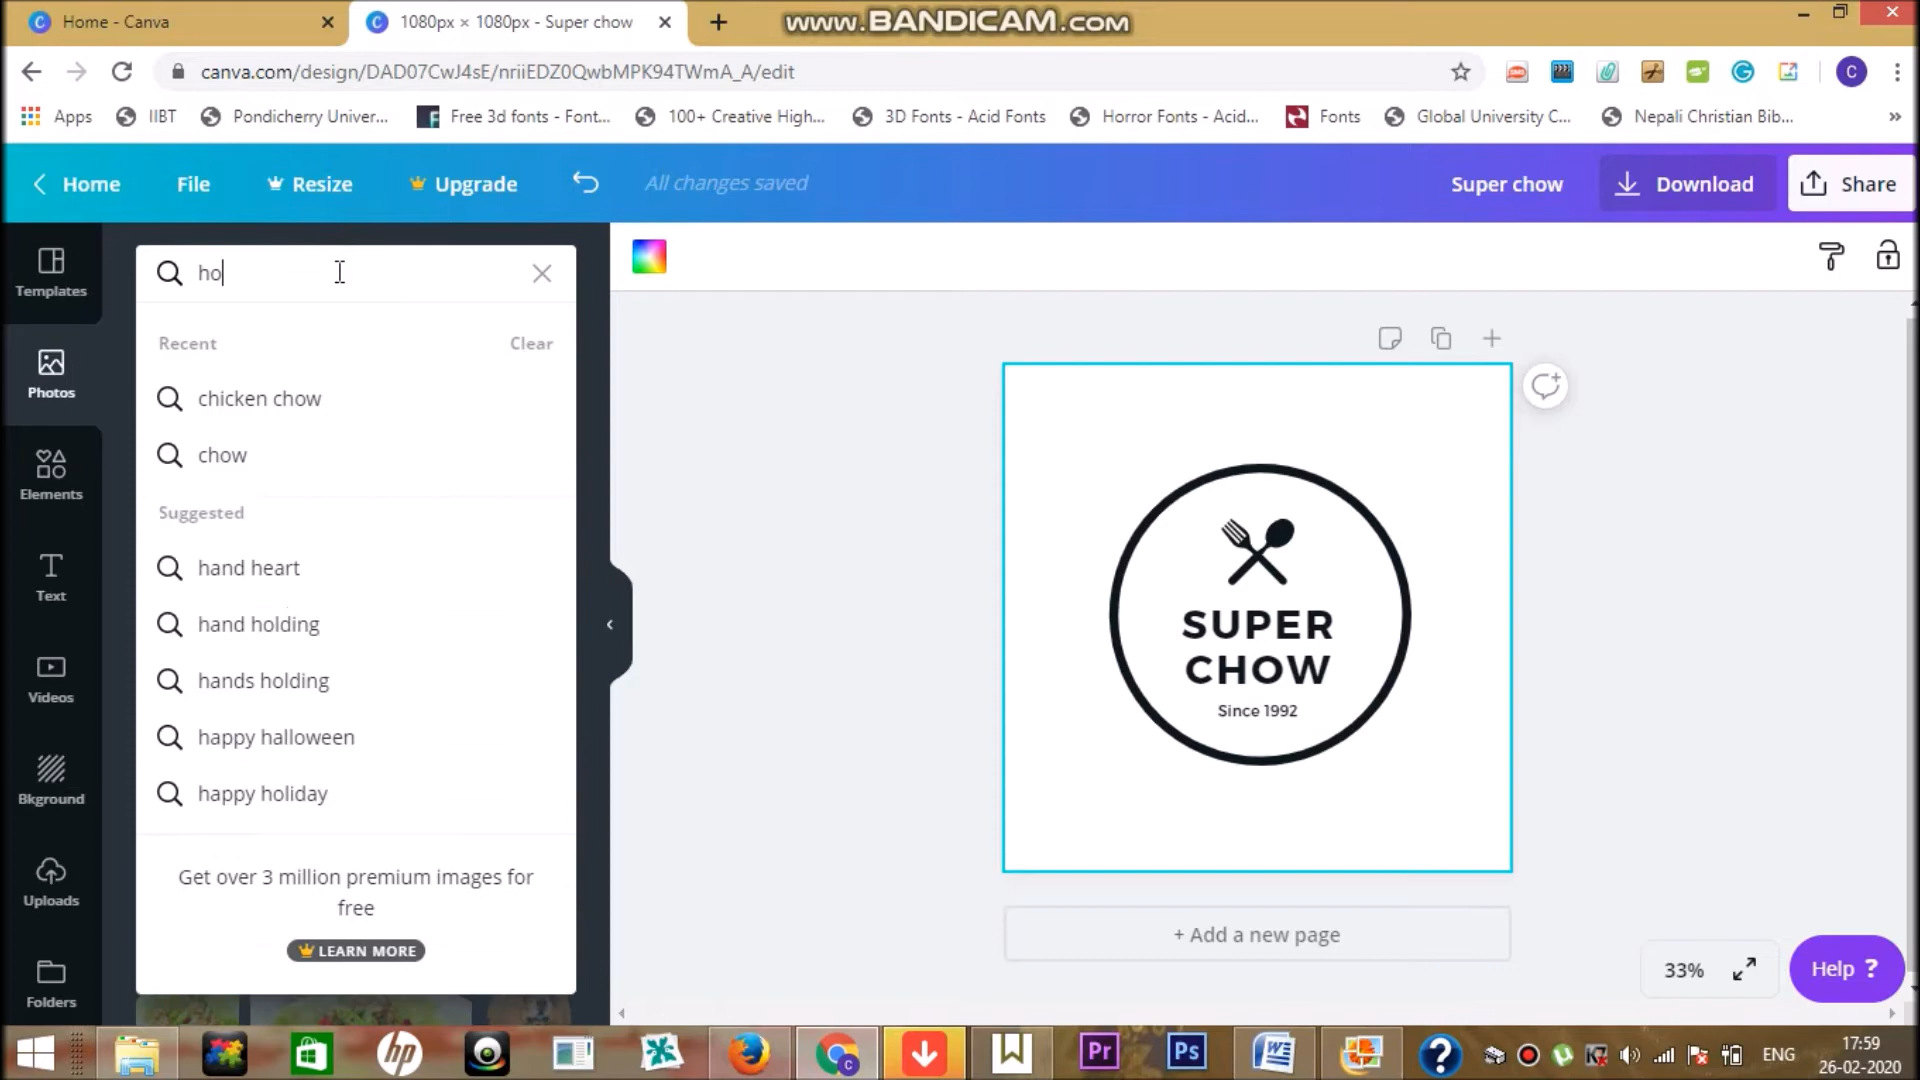 Home - Canva
1080px × 1080px - Super chow
www.BANDICAM.com
canva.com/design/DAD07CwJ4sE/nriiEDZ0QwbMPK94TWmA_A/edit
C
Apps
IIBT
Pondicherry Univer...
Free 3d fonts - Font...
100+ Creative High...
3D Fonts - Acid Fonts
Horror Fonts - Acid...
Fonts
Global University C...
Nepali Christian Bib...
»
Home
File
Resize
Upgrade
All changes saved
Super chow
Download
Share
Templates
Photos
Elements
Text
Videos
Bkground
Uploads
Folders
ho
Recent
Clear
chicken chow
chow
Suggested
hand heart
hand holding
hands holding
happy halloween
happy holiday
Get over 3 million premium images for
free
LEARN MORE
SUPER
CHOW
Since 1992
+ Add a new page
33%
Help ?
hp
Pr
Ps
ENG
17:59
26-02-2020